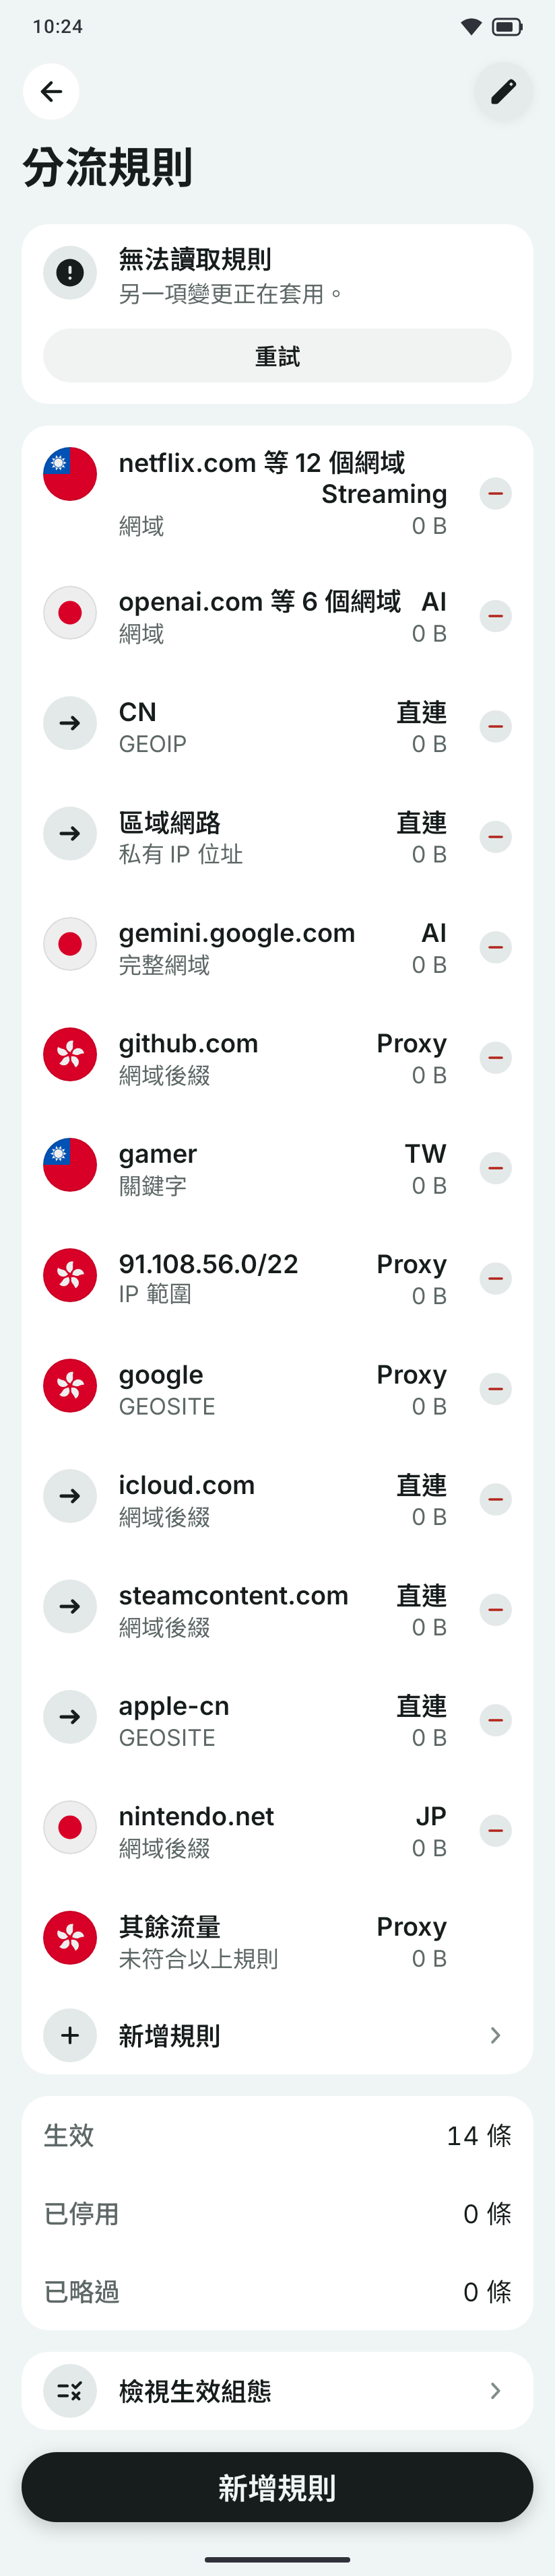 10:24
分流規則
無法讀取規則
另一項變更正在套用。
重試
netflix.com 等 12 個網域
Streaming
網域 0 B
openai.com 等 6 個網域 AI
網域 0 B
CN 直連
GEOIP 0 B
區域網路 直連
私有 IP 位址 0 B
gemini.google.com AI
完整網域 0 B
github.com Proxy
網域後綴 0 B
gamer TW
關鍵字 0 B
91.108.56.0/22 Proxy
IP 範圍 0 B
google Proxy
GEOSITE 0 B
icloud.com 直連
網域後綴 0 B
steamcontent.com 直連
網域後綴 0 B
apple-cn 直連
GEOSITE 0 B
nintendo.net JP
網域後綴 0 B
其餘流量 Proxy
未符合以上規則 0 B
新增規則
生效 14 條
已停用 0 條
已略過 0 條
檢視生效組態
新增規則